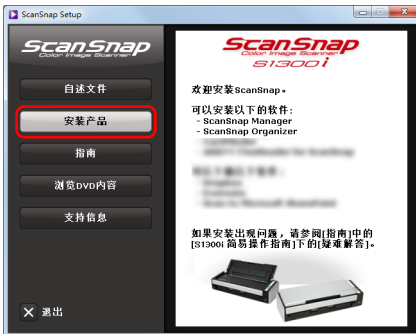 ScanSnap Setup
ScanSnap
Color Image Scanner
自述文件
安装产品
指南
浏览DVD内容
支持信息
退出
ScanSnap
Color Image Scanner
S1300i
欢迎安装ScanSnap。
可以安装以下的软件:
- ScanSnap Manager
- ScanSnap Organizer
如果安装出现问题，请参阅[指南]中的
[S1300i 简易操作指南]下的[疑难解答]。